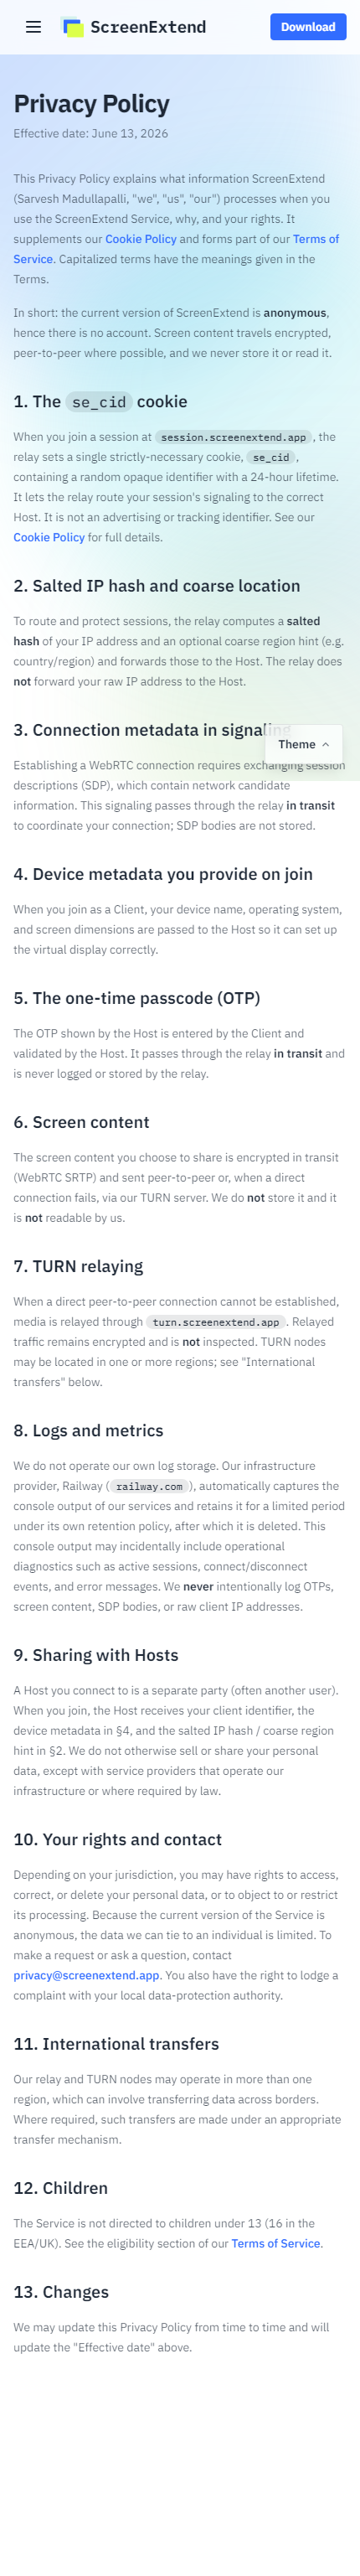 ScreenExtend
Download
Privacy Policy
Effective date: June 13, 2026
This Privacy Policy explains what information ScreenExtend
(Sarvesh Madullapalli, "we", "us", "our") processes when you
use the ScreenExtend Service, why, and your rights. It
supplements our Cookie Policy and forms part of our Terms of
Service. Capitalized terms have the meanings given in the
Terms.
In short: the current version of ScreenExtend is anonymous,
hence there is no account. Screen content travels encrypted,
peer-to-peer where possible, and we never store it or read it.
1. The se_cid cookie
When you join a session at session.screenextend.app, the
relay sets a single strictly-necessary cookie, se_cid,
containing a random opaque identifier with a 24-hour lifetime.
It lets the relay route your session's signaling to the correct
Host. It is not an advertising or tracking identifier. See our
Cookie Policy for full details.
2. Salted IP hash and coarse location
To route and protect sessions, the relay computes a salted
hash of your IP address and an optional coarse region hint (e.g.
country/region) and forwards those to the Host. The relay does
not forward your raw IP address to the Host.
3. Connection metadata in signaling
Theme
Establishing a WebRTC connection requires exchanging session
descriptions (SDP), which contain network candidate
information. This signaling passes through the relay in transit
to coordinate your connection; SDP bodies are not stored.
4. Device metadata you provide on join
When you join as a Client, your device name, operating system,
and screen dimensions are passed to the Host so it can set up
the virtual display correctly.
5. The one-time passcode (OTP)
The OTP shown by the Host is entered by the Client and
validated by the Host. It passes through the relay in transit and
is never logged or stored by the relay.
6. Screen content
The screen content you choose to share is encrypted in transit
(WebRTC SRTP) and sent peer-to-peer or, when a direct
connection fails, via our TURN server. We do not store it and it
is not readable by us.
7. TURN relaying
When a direct peer-to-peer connection cannot be established,
media is relayed through turn.screenextend.app. Relayed
traffic remains encrypted and is not inspected. TURN nodes
may be located in one or more regions; see "International
transfers" below.
8. Logs and metrics
We do not operate our own log storage. Our infrastructure
provider, Railway (railway.com), automatically captures the
console output of our services and retains it for a limited period
under its own retention policy, after which it is deleted. This
console output may incidentally include operational
diagnostics such as active sessions, connect/disconnect
events, and error messages. We never intentionally log OTPs,
screen content, SDP bodies, or raw client IP addresses.
9. Sharing with Hosts
A Host you connect to is a separate party (often another user).
When you join, the Host receives your client identifier, the
device metadata in §4, and the salted IP hash / coarse region
hint in §2. We do not otherwise sell or share your personal
data, except with service providers that operate our
infrastructure or where required by law.
10. Your rights and contact
Depending on your jurisdiction, you may have rights to access,
correct, or delete your personal data, or to object to or restrict
its processing. Because the current version of the Service is
anonymous, the data we can tie to an individual is limited. To
make a request or ask a question, contact
privacy@screenextend.app. You also have the right to lodge a
complaint with your local data-protection authority.
11. International transfers
Our relay and TURN nodes may operate in more than one
region, which can involve transferring data across borders.
Where required, such transfers are made under an appropriate
transfer mechanism.
12. Children
The Service is not directed to children under 13 (16 in the
EEA/UK). See the eligibility section of our Terms of Service.
13. Changes
We may update this Privacy Policy from time to time and will
update the "Effective date" above.